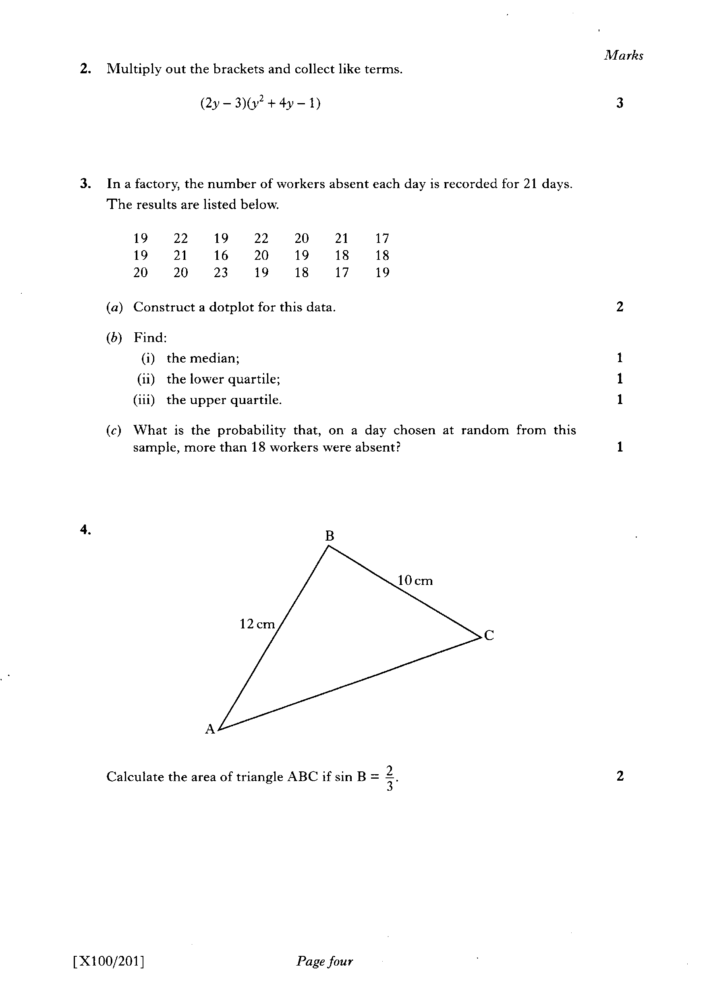 Marks
2. Multiply out the brackets and collect like terms.
(2y – 3)(y² + 4y – 1) 3
3. In a factory, the number of workers absent each day is recorded for 21 days.
The results are listed below.
19 22 19 22 20 21 17
19 21 16 20 19 18 18
20 20 23 19 18 17 19
(a) Construct a dotplot for this data. 2
(b) Find:
(i) the median; 1
(ii) the lower quartile; 1
(iii) the upper quartile. 1
(c) What is the probability that, on a day chosen at random from this
sample, more than 18 workers were absent? 1
4.
B
10 cm
12 cm
C
A
Calculate the area of triangle ABC if sin B = 2/3. 2
[X100/201] Page four